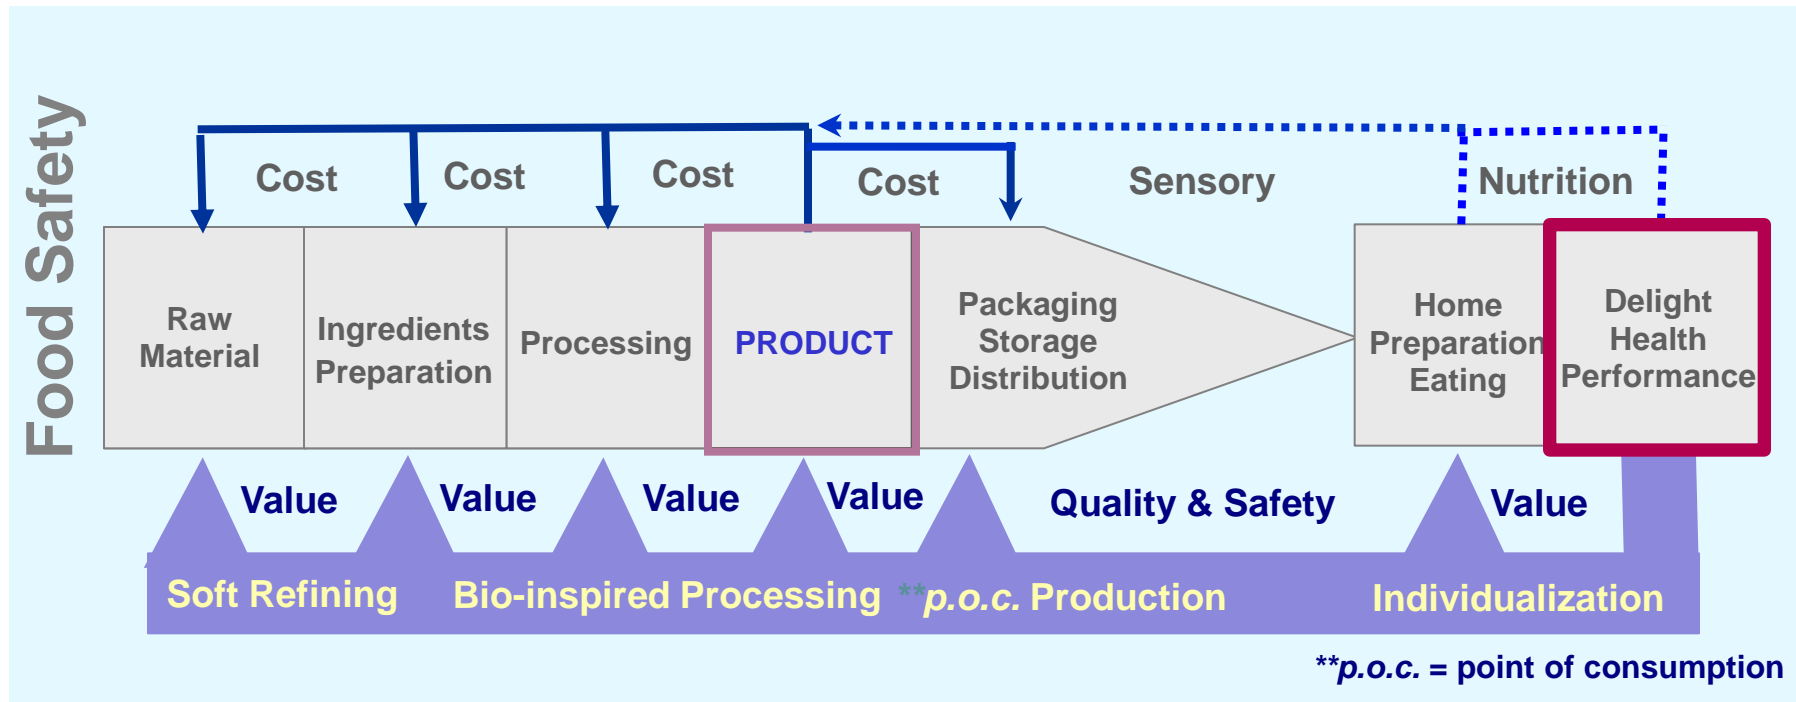 Food Safety
Cost
Cost
Cost
Cost
Sensory
Nutrition
Raw
Material
Ingredients
Preparation
Processing
PRODUCT
Packaging
Storage
Distribution
Home
Preparation
Eating
Delight
Health
Performance
Value
Value
Value
Value
Quality & Safety
Value
Soft Refining
Bio-inspired Processing
**p.o.c. Production
Individualization
**p.o.c. = point of consumption